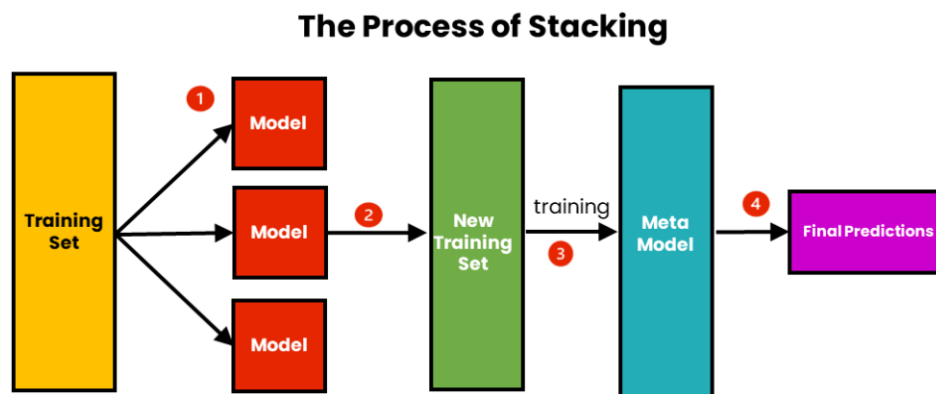 The Process of Stacking
Training
Set
1
Model
Model
Model
2
New
Training
Set
training
3
Meta
Model
4
Final Predictions